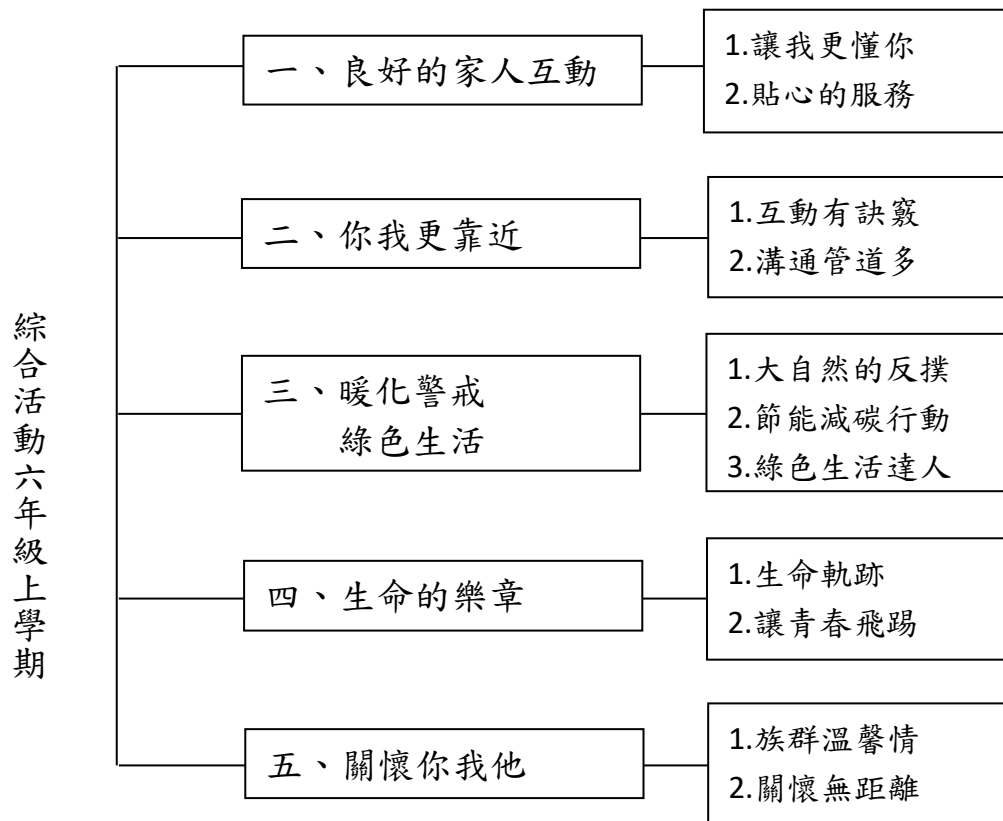 綜合活動六年級上學期
一、良好的家人互動
1.讓我更懂你
2.貼心的服務
二、你我更靠近
1.互動有訣竅
2.溝通管道多
三、暖化警戒
綠色生活
1.大自然的反撲
2.節能減碳行動
3.綠色生活達人
四、生命的樂章
1.生命軌跡
2.讓青春飛踢
五、關懷你我他
1.族群溫馨情
2.關懷無距離